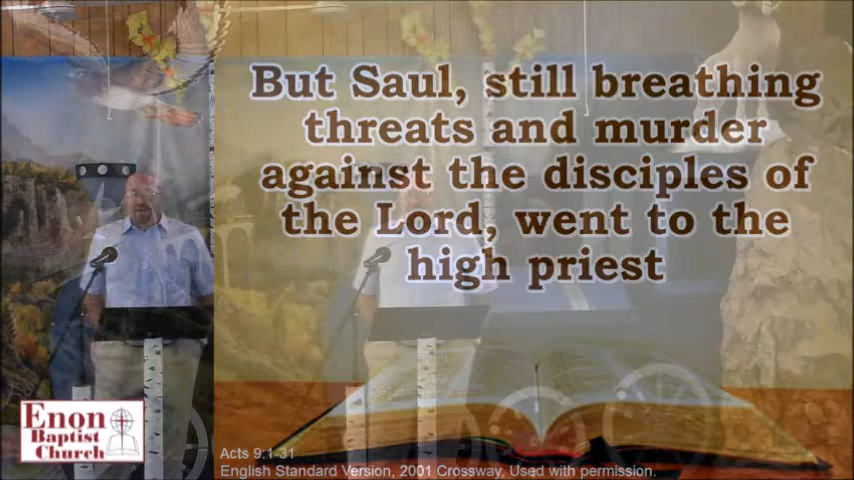 But Saul, still breathing
threats and murder
against the disciples of
the Lord, went to the
high priest
Enon
Baptist
Church
Acts 9:1-31
English Standard Version, 2001 Crossway, Used with permission.